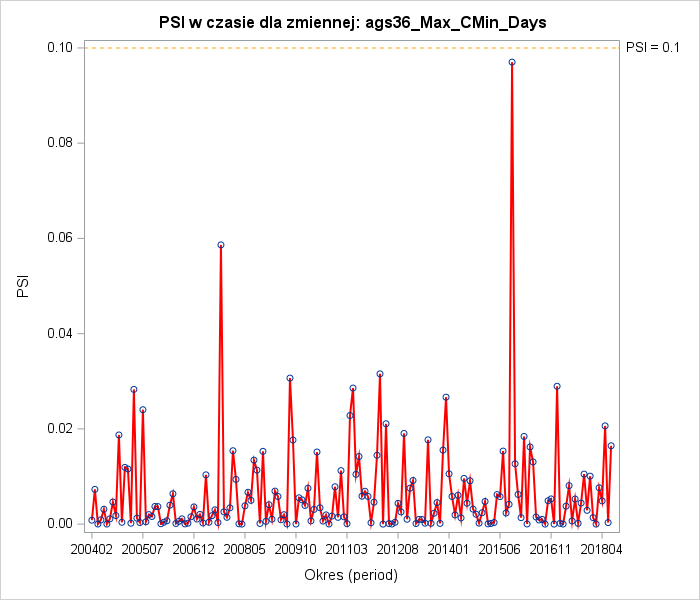 PSI w czasie dla zmiennej: ags36_Max_CMin_Days
0.10
PSI = 0.1
0.08
0.06
PSI
0.04
0.02
0.00
200402 200507 200612 200805 200910 201103 201208 201401 201506 201611 201804
Okres (period)